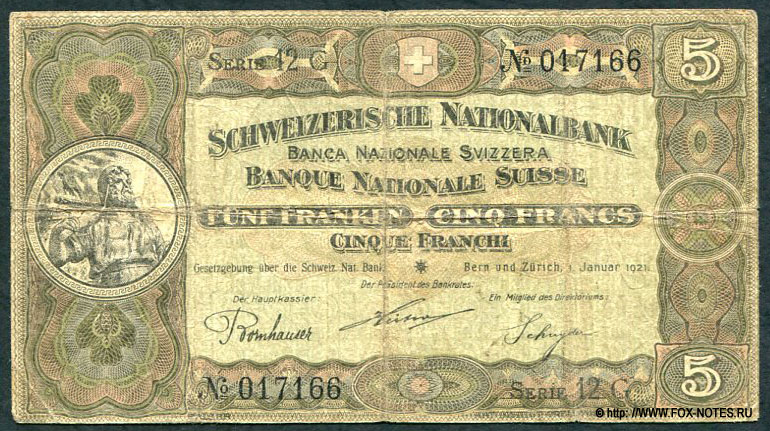 SERIE 12 G
№ 017166
5
SCHWEIZERISCHE NATIONALBANK
BANCA NAZIONALE SVIZZERA
BANQUE NATIONALE SUISSE
FÜNF FRANKEN - CINQ FRANCS
CINQUE FRANCHI
Gesetzgebung über die Schweiz. Nat. Bank. Bern und Zürich, 1. Januar 1921.
Der Präsident des Bankrates:
Der Hauptkassier: Ein Mitglied des Direktoriums:
Bornhauser Schnyder
№ 017166
SERIE 12 G
5
© http://WWW.FOX-NOTES.RU